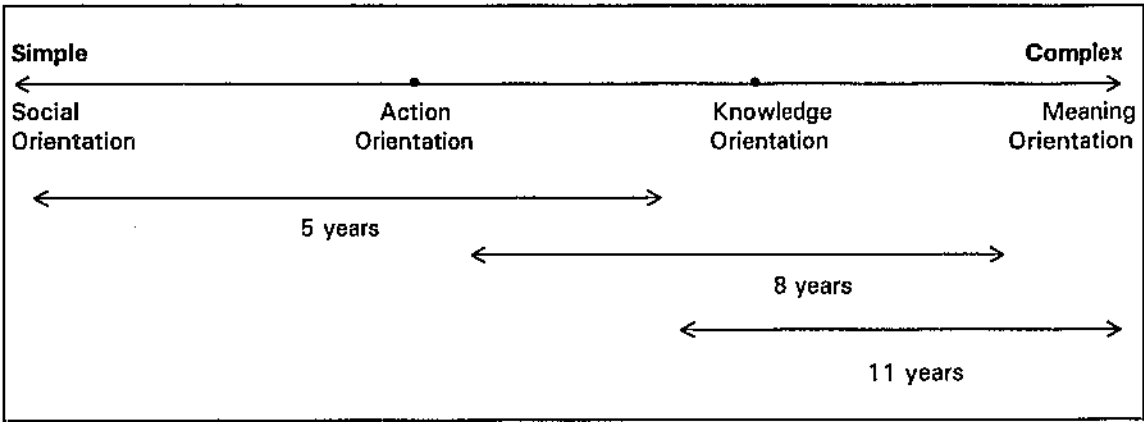 Simple Complex
Social Action Knowledge Meaning
Orientation Orientation Orientation Orientation
5 years
8 years
11 years